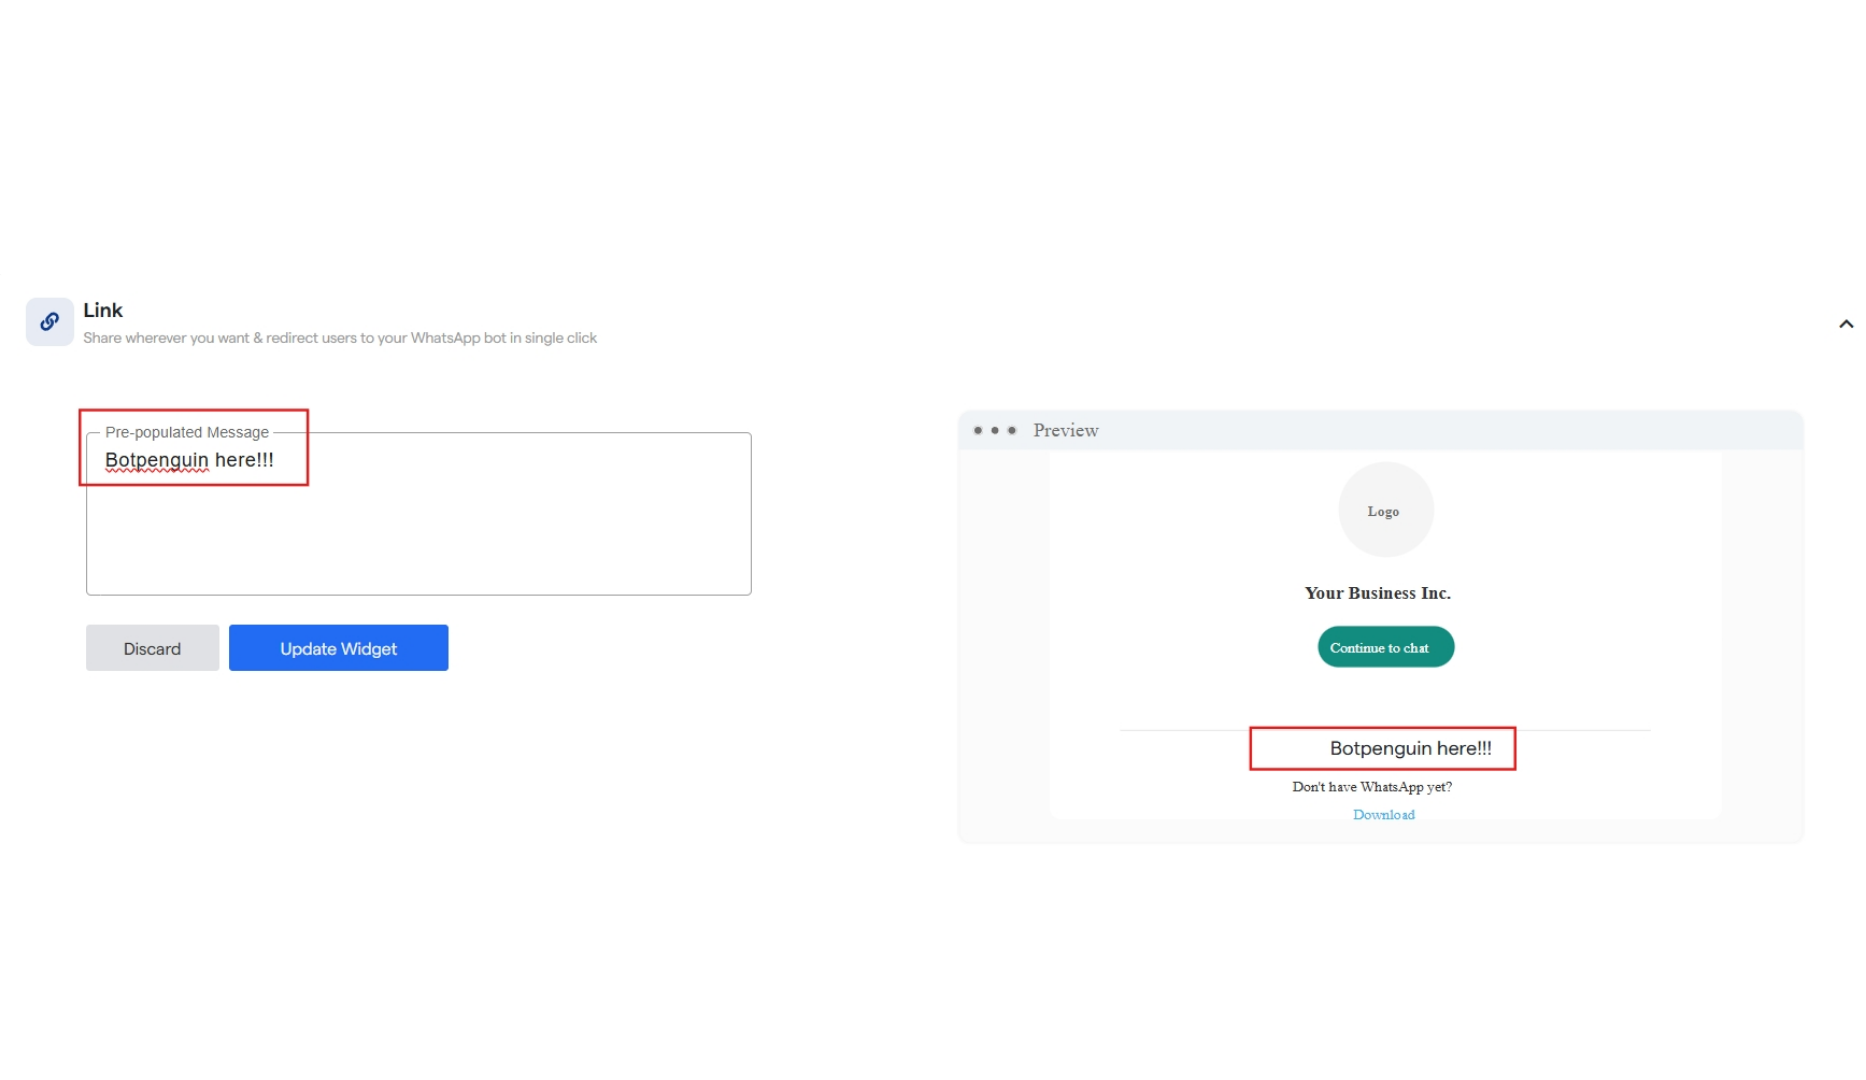 Link
Share wherever you want & redirect users to your WhatsApp bot in single click
Pre-populated Message
Botpenguin here!!!
Discard
Update Widget
Preview
Logo
Your Business Inc.
Continue to chat
Botpenguin here!!!
Don't have WhatsApp yet?
Download